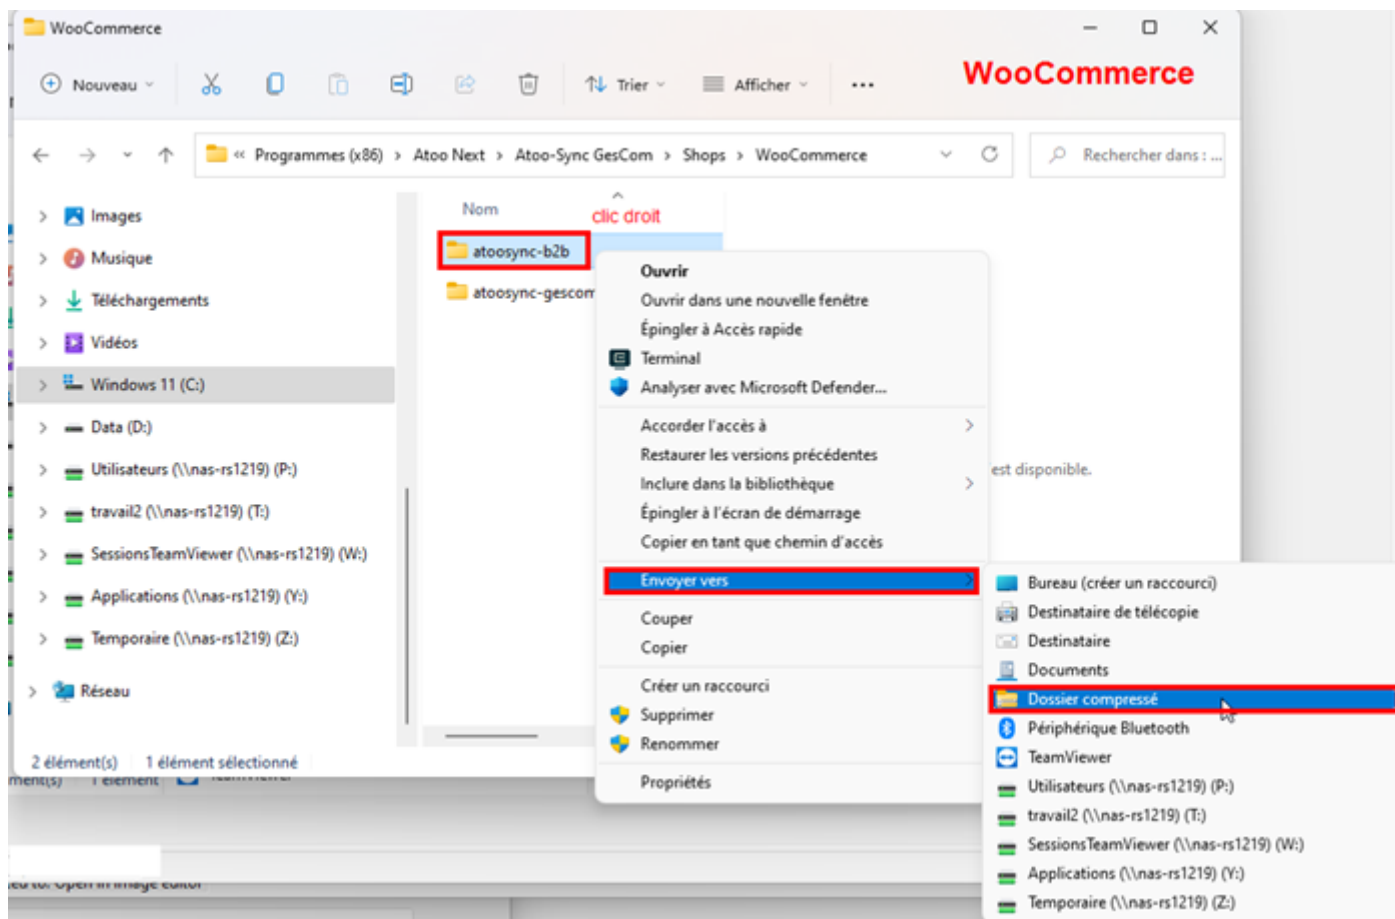 WooCommerce
Nouveau
Trier
Afficher
WooCommerce
« Programmes (x86) > Atoo Next > Atoo-Sync GesCom > Shops > WooCommerce
Rechercher dans : ...
Images
Musique
Téléchargements
Vidéos
Windows 11 (C:)
Data (D:)
Utilisateurs (\\nas-rs1219) (P:)
travail2 (\\nas-rs1219) (T:)
SessionsTeamViewer (\\nas-rs1219) (W:)
Applications (\\nas-rs1219) (Y:)
Temporaire (\\nas-rs1219) (Z:)
Réseau
2 élément(s) 1 élément sélectionné
Nom
clic droit
atoosync-b2b
atoosync-gescom
Ouvrir
Ouvrir dans une nouvelle fenêtre
Épingler à Accès rapide
Terminal
Analyser avec Microsoft Defender...
Accorder l'accès à
Restaurer les versions précédentes
Inclure dans la bibliothèque
Épingler à l'écran de démarrage
Copier en tant que chemin d'accès
Envoyer vers
Couper
Copier
Créer un raccourci
Supprimer
Renommer
Propriétés
est disponible.
Bureau (créer un raccourci)
Destinataire de télécopie
Destinataire
Documents
Dossier compressé
Périphérique Bluetooth
TeamViewer
Utilisateurs (\\nas-rs1219) (P:)
travail2 (\\nas-rs1219) (T:)
SessionsTeamViewer (\\nas-rs1219) (W:)
Applications (\\nas-rs1219) (Y:)
Temporaire (\\nas-rs1219) (Z:)
to: Open in image editor